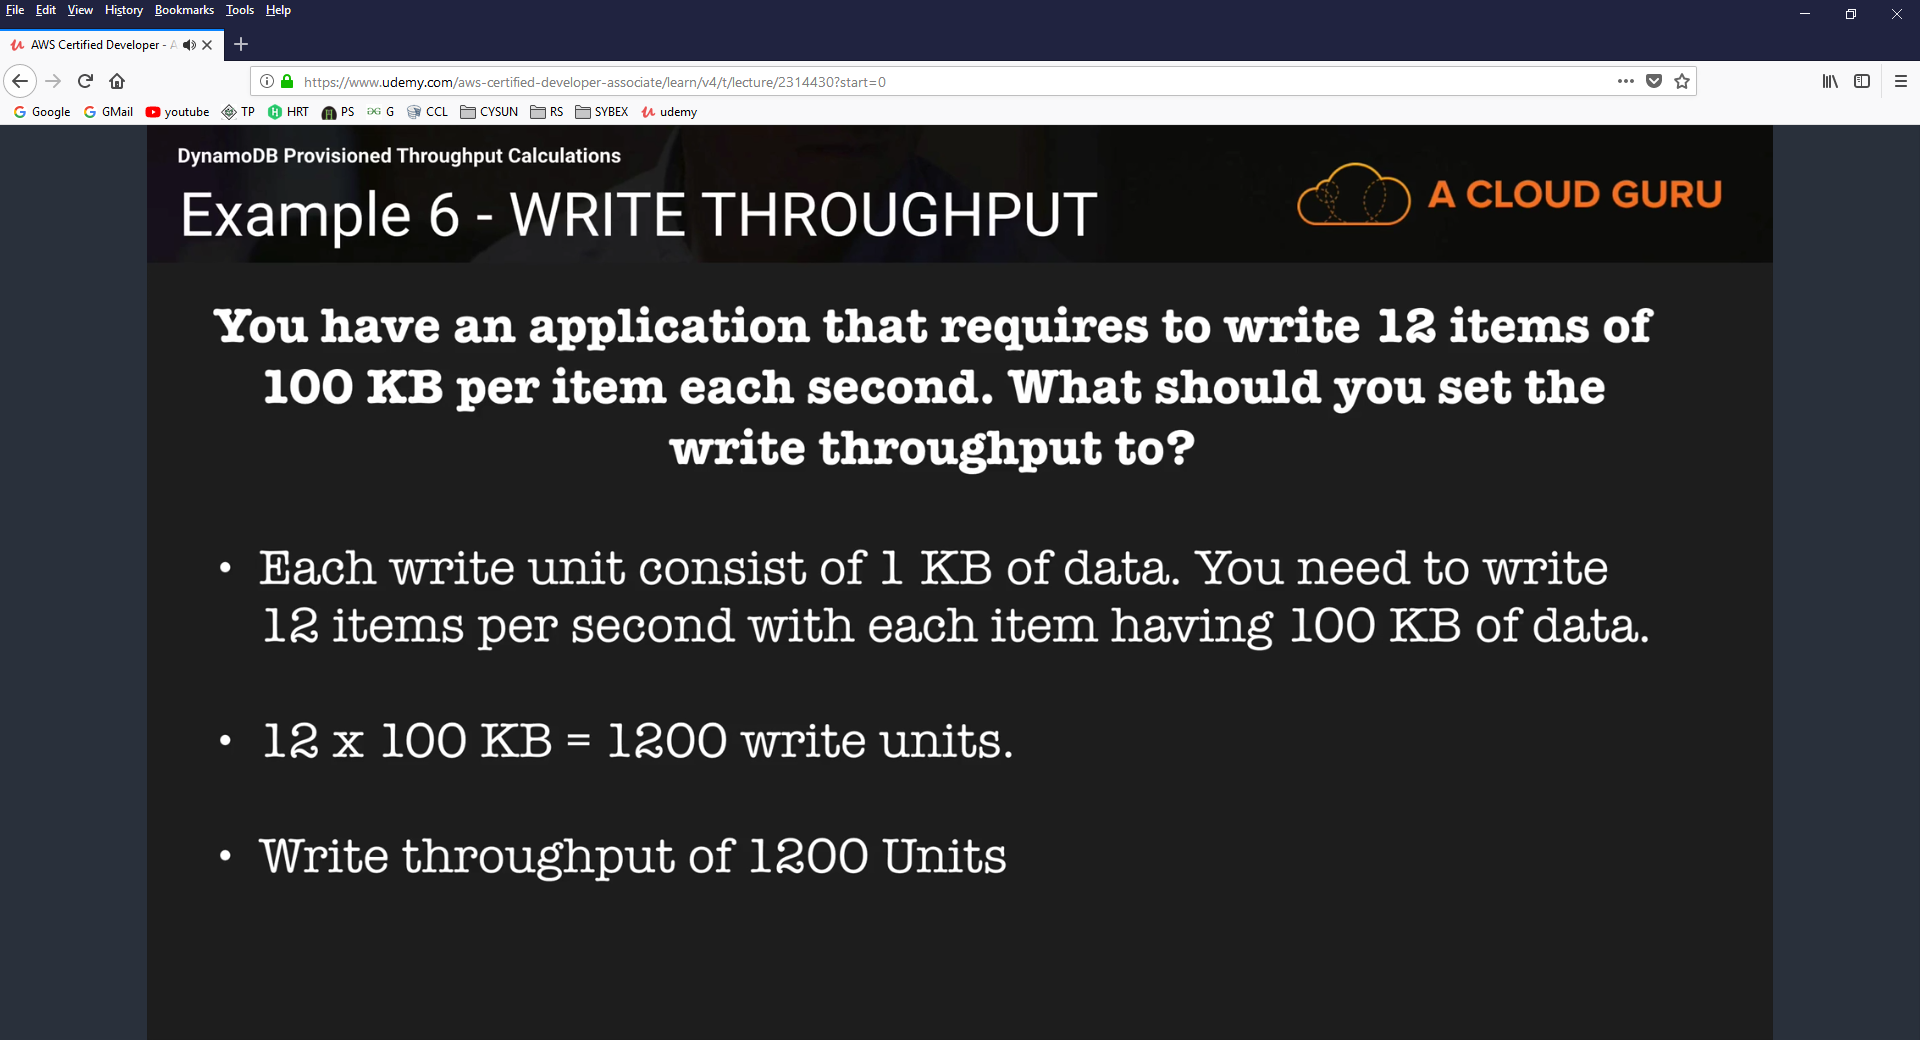 File Edit View History Bookmarks Tools Help
AWS Certified Developer - A
https://www.udemy.com/aws-certified-developer-associate/learn/v4/t/lecture/2314430?start=0
Google GMail youtube TP HRT PS G CCL CYSUN RS SYBEX udemy
DynamoDB Provisioned Throughput Calculations
Example 6 - WRITE THROUGHPUT
A CLOUD GURU
You have an application that requires to write 12 items of
100 KB per item each second. What should you set the
write throughput to?
• Each write unit consist of 1 KB of data. You need to write
12 items per second with each item having 100 KB of data.
• 12 x 100 KB = 1200 write units.
• Write throughput of 1200 Units